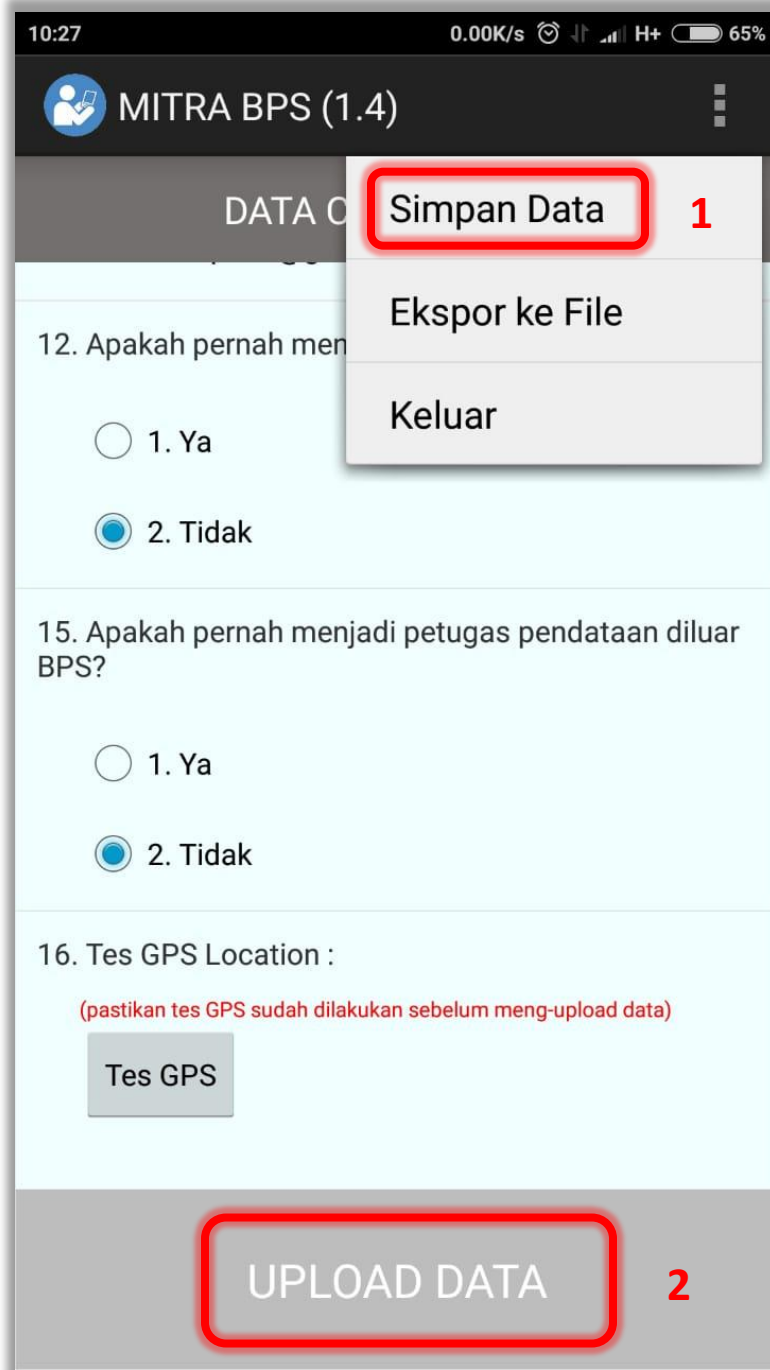 10:27 0.00K/s H+ 65%
MITRA BPS (1.4)
DATA C
Simpan Data 1
Ekspor ke File
Keluar
12. Apakah pernah men
1. Ya
2. Tidak
15. Apakah pernah menjadi petugas pendataan diluar
BPS?
1. Ya
2. Tidak
16. Tes GPS Location :
(pastikan tes GPS sudah dilakukan sebelum meng-upload data)
Tes GPS
UPLOAD DATA 2